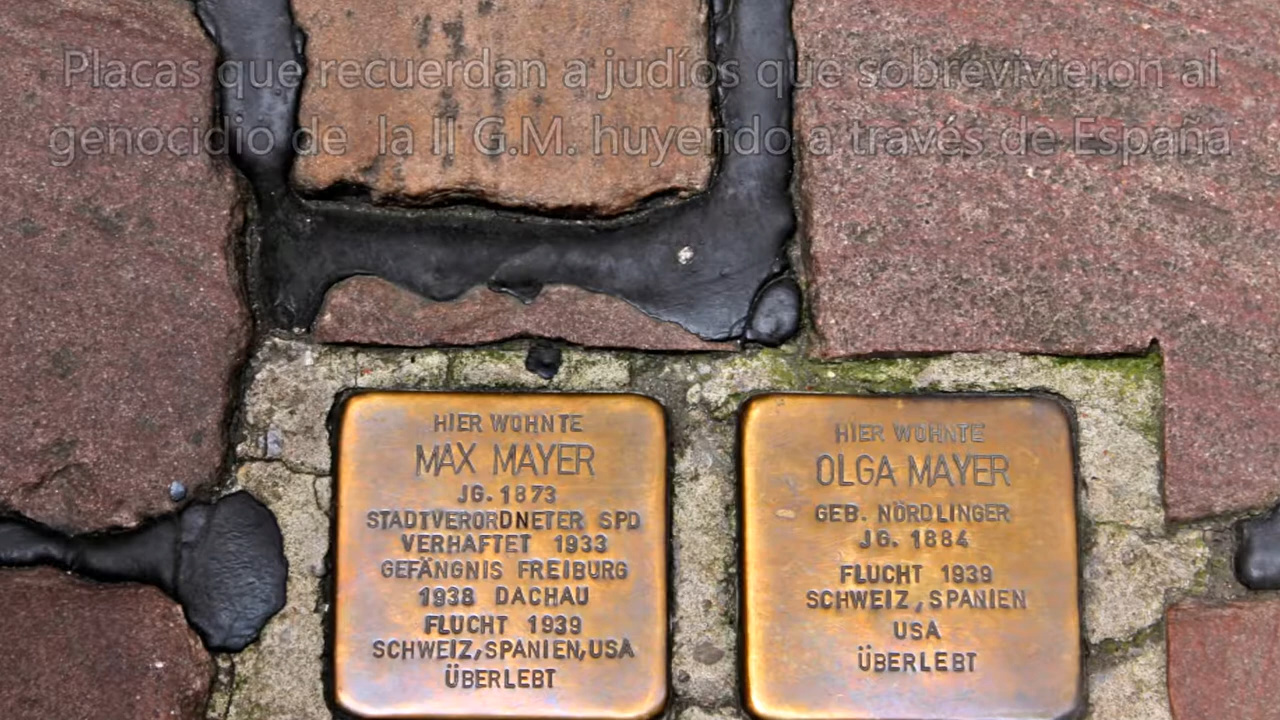 Placas que recuerdan a judíos que sobrevivieron al
genocidio de la II G.M. huyendo a través de España
HIER WOHNTE
MAX MAYER
JG. 1873
STADTVERORDNETER SPD
VERHAFTET 1933
GEFÄNGNIS FREIBURG
1938 DACHAU
FLUCHT 1939
SCHWEIZ,SPANIEN,USA
ÜBERLEBT
HIER WOHNTE
OLGA MAYER
GEB. NÖRDLINGER
JG. 1884
FLUCHT 1939
SCHWEIZ,SPANIEN
USA
ÜBERLEBT